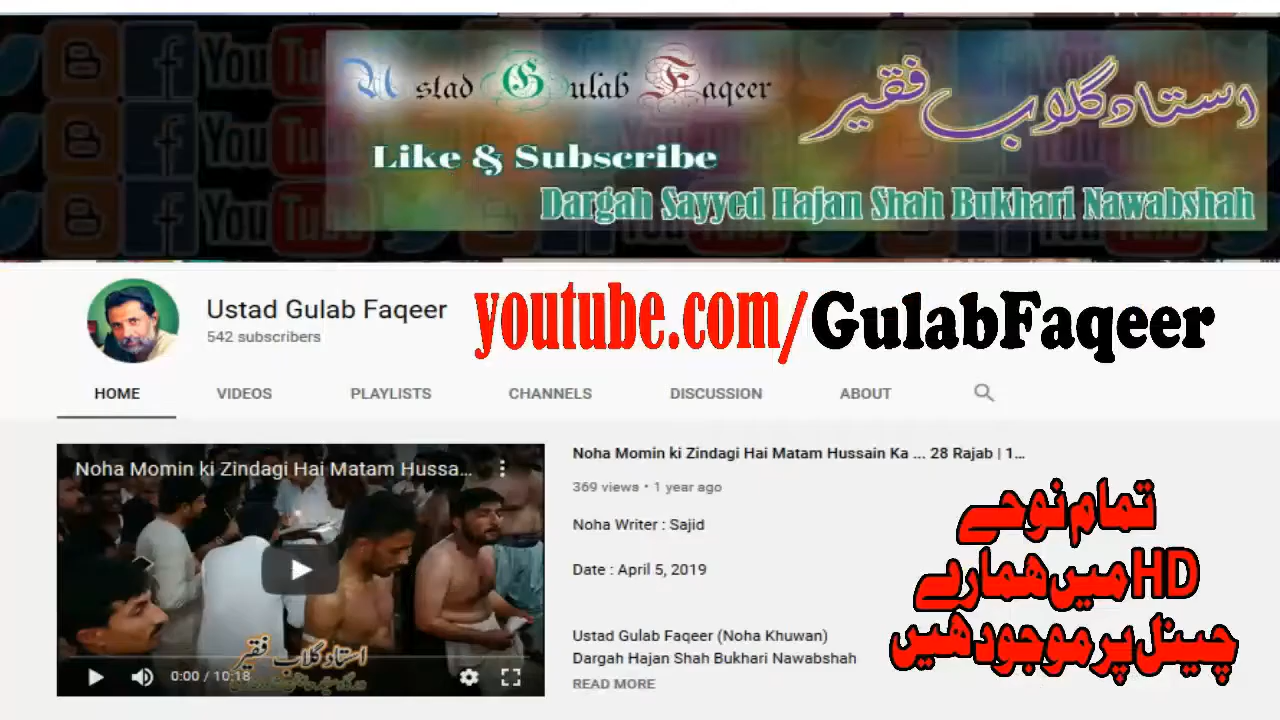 Ustad Gulab Faqeer
استاد گلاب فقیر
Like & Subscribe
Dargah Sayyed Hajan Shah Bukhari Nawabshah
Ustad Gulab Faqeer
542 subscribers
youtube.com/GulabFaqeer
HOME VIDEOS PLAYLISTS CHANNELS DISCUSSION ABOUT
Noha Momin ki Zindagi Hai Matam Hussa...
استاد گلاب فقیر
0:00 / 10:18
Noha Momin ki Zindagi Hai Matam Hussain Ka ... 28 Rajab | 1...
369 views • 1 year ago
Noha Writer : Sajid
Date : April 5, 2019
Ustad Gulab Faqeer (Noha Khuwan)
Dargah Hajan Shah Bukhari Nawabshah
READ MORE
تمام نوحے
HD میں ھمارے
چینل پر موجود ھیں